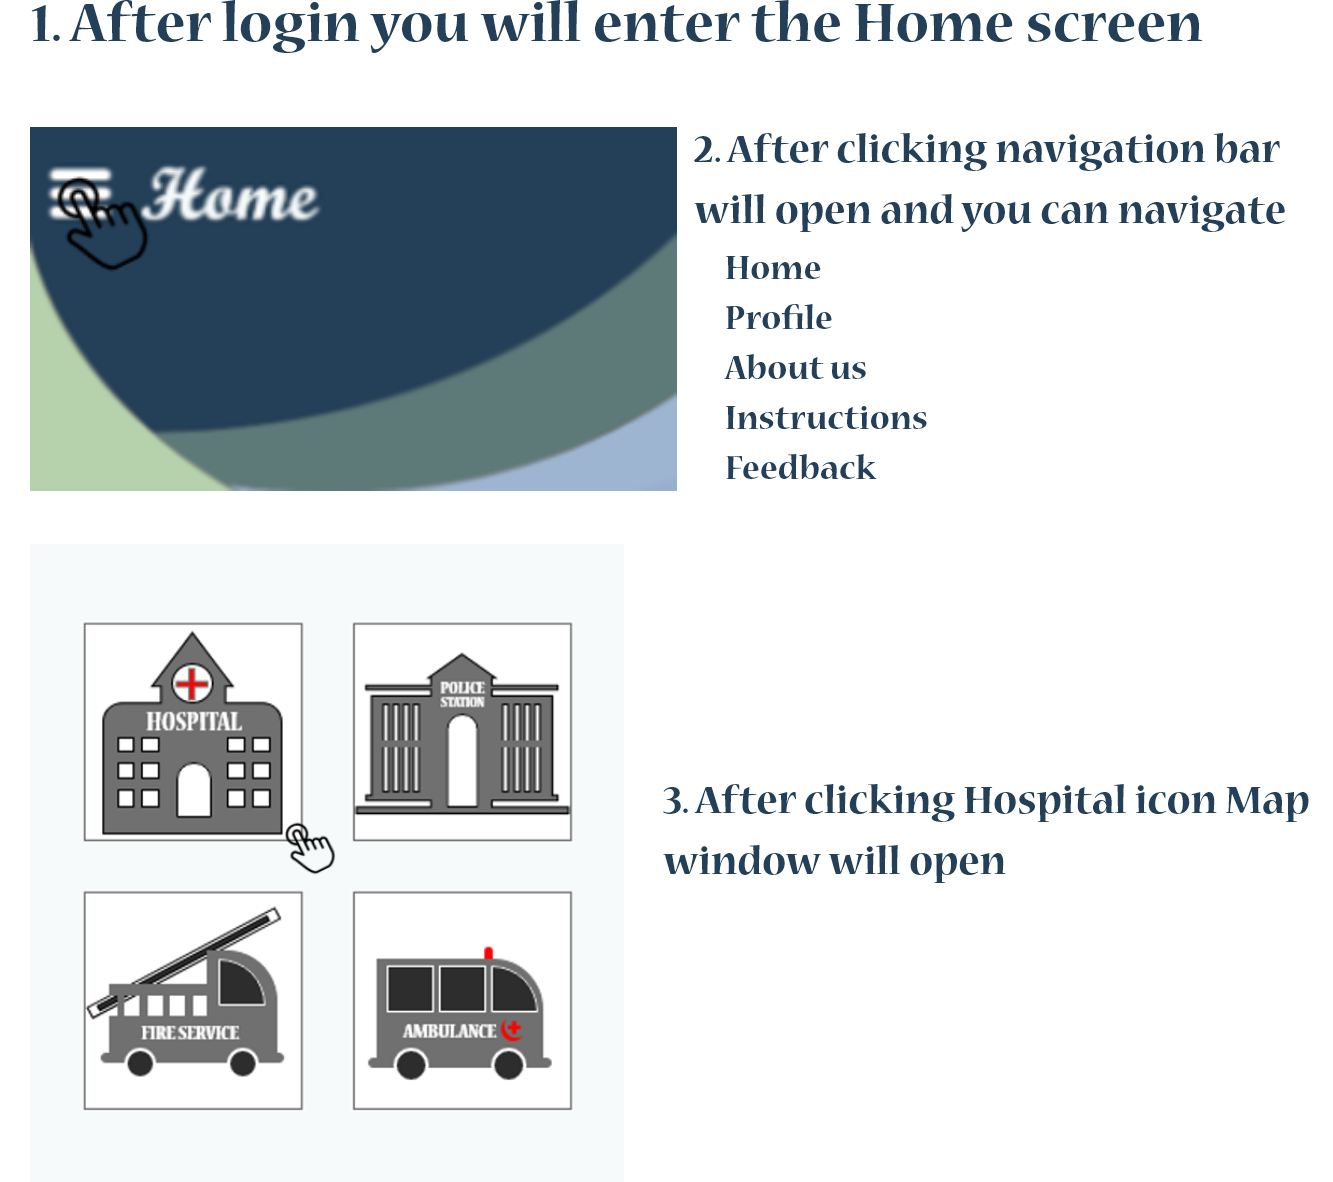 1. After login you will enter the Home screen
Home
2. After clicking navigation bar
will open and you can navigate
Home
Profile
About us
Instructions
Feedback
HOSPITAL
POLICE
STATION
FIRE SERVICE
AMBULANCE
3. After clicking Hospital icon Map
window will open